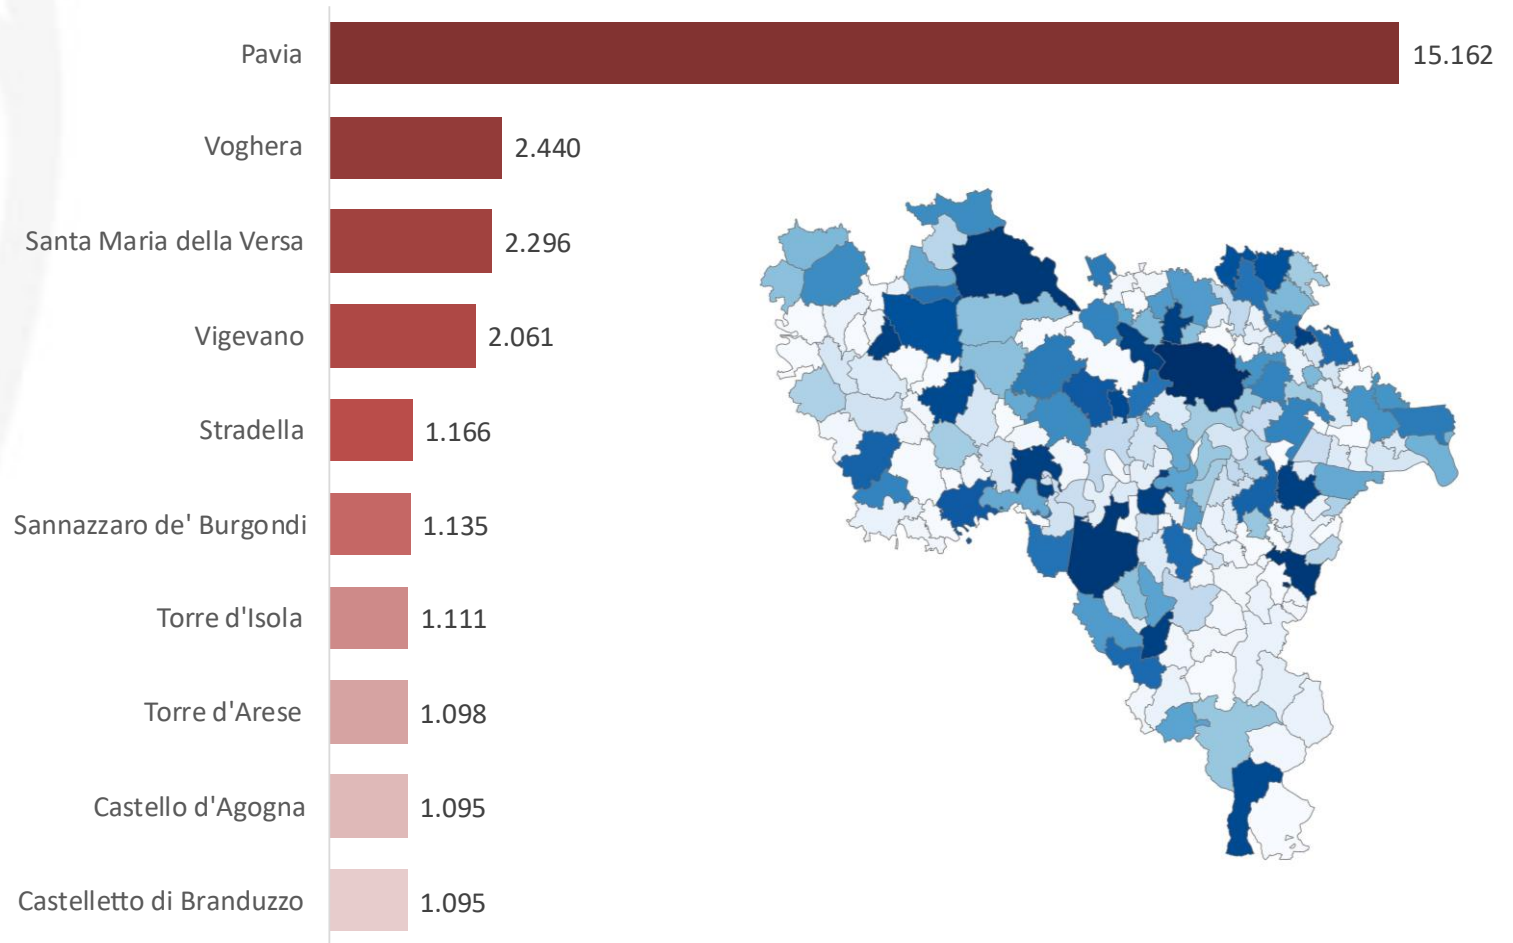 Pavia 15.162
Voghera 2.440
Santa Maria della Versa 2.296
Vigevano 2.061
Stradella 1.166
Sannazzaro de' Burgondi 1.135
Torre d'Isola 1.111
Torre d'Arese 1.098
Castello d'Agogna 1.095
Castelletto di Branduzzo 1.095